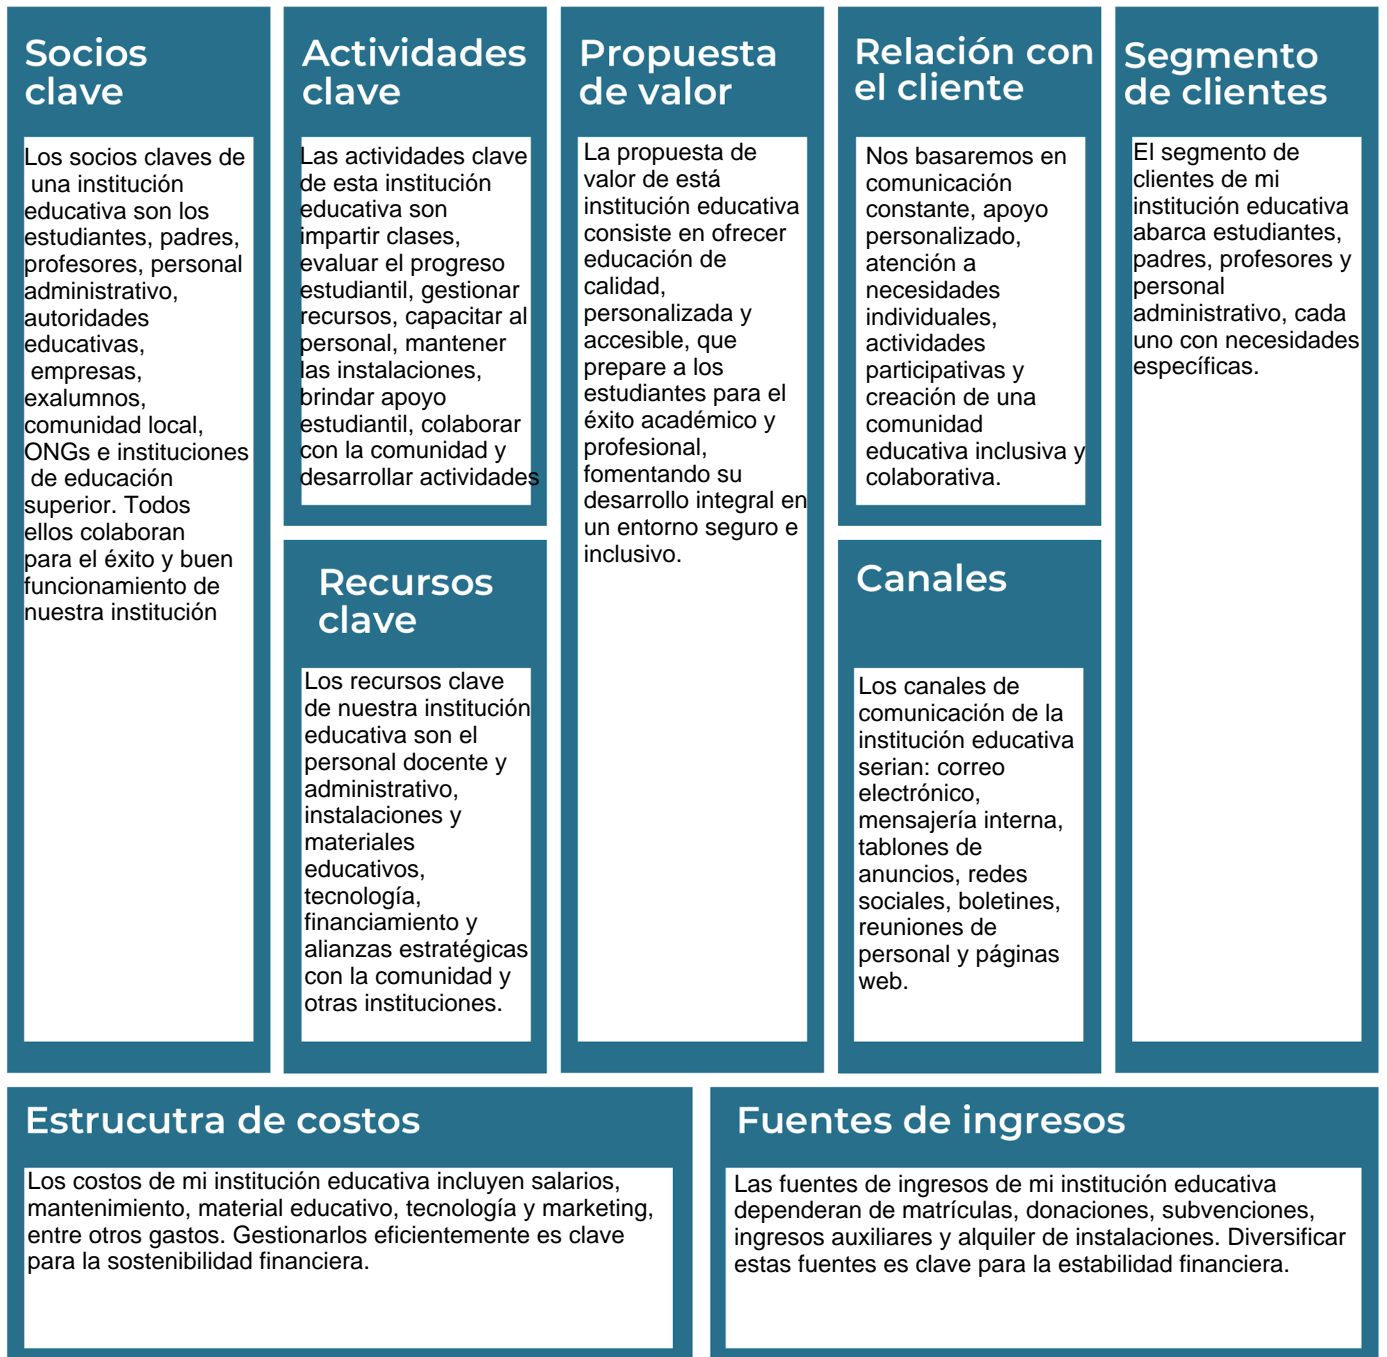 Socios
clave
Los socios claves de
una institución
educativa son los
estudiantes, padres,
profesores, personal
administrativo,
autoridades
educativas,
empresas,
exalumnos,
comunidad local,
ONGs e instituciones
de educación
superior. Todos
ellos colaboran
para el éxito y buen
funcionamiento de
nuestra institución
Actividades
clave
Las actividades clave
de esta institución
educativa son
impartir clases,
evaluar el progreso
estudiantil, gestionar
recursos, capacitar al
personal, mantener
las instalaciones,
brindar apoyo
estudiantil, colaborar
con la comunidad y
desarrollar actividades
Recursos
clave
Los recursos clave
de nuestra institución
educativa son el
personal docente y
administrativo,
instalaciones y
materiales
educativos,
tecnología,
financiamiento y
alianzas estratégicas
con la comunidad y
otras instituciones.
Propuesta
de valor
La propuesta de
valor de está
institución educativa
consiste en ofrecer
educación de
calidad,
personalizada y
accesible, que
prepare a los
estudiantes para el
éxito académico y
profesional,
fomentando su
desarrollo integral en
un entorno seguro e
inclusivo.
Relación con
el cliente
Nos basaremos en
comunicación
constante, apoyo
personalizado,
atención a
necesidades
individuales,
actividades
participativas y
creación de una
comunidad
educativa inclusiva y
colaborativa.
Canales
Los canales de
comunicación de la
institución educativa
serian: correo
electrónico,
mensajería interna,
tablones de
anuncios, redes
sociales, boletines,
reuniones de
personal y páginas
web.
Segmento
de clientes
El segmento de
clientes de mi
institución educativa
abarca estudiantes,
padres, profesores y
personal
administrativo, cada
uno con necesidades
específicas.
Estrucutra de costos
Los costos de mi institución educativa incluyen salarios,
mantenimiento, material educativo, tecnología y marketing,
entre otros gastos. Gestionarlos eficientemente es clave
para la sostenibilidad financiera.
Fuentes de ingresos
Las fuentes de ingresos de mi institución educativa
dependeran de matrículas, donaciones, subvenciones,
ingresos auxiliares y alquiler de instalaciones. Diversificar
estas fuentes es clave para la estabilidad financiera.